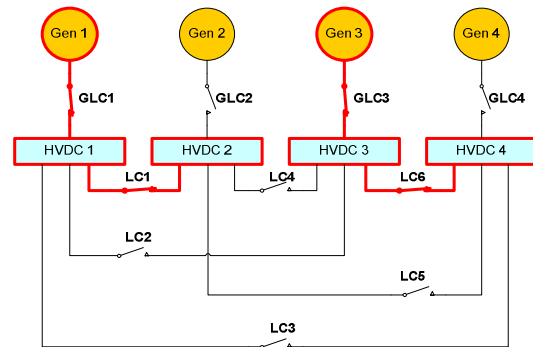 Gen 1
Gen 2
Gen 3
Gen 4
GLC1
GLC2
GLC3
GLC4
HVDC 1
HVDC 2
HVDC 3
HVDC 4
LC1
LC4
LC6
LC2
LC5
LC3